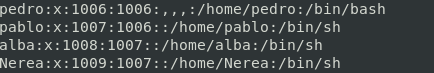 pedro:x:1006:1006:,,,:/home/pedro:/bin/bash
pablo:x:1007:1006::/home/pablo:/bin/sh
alba:x:1008:1007::/home/alba:/bin/sh
Nerea:x:1009:1007::/home/Nerea:/bin/sh